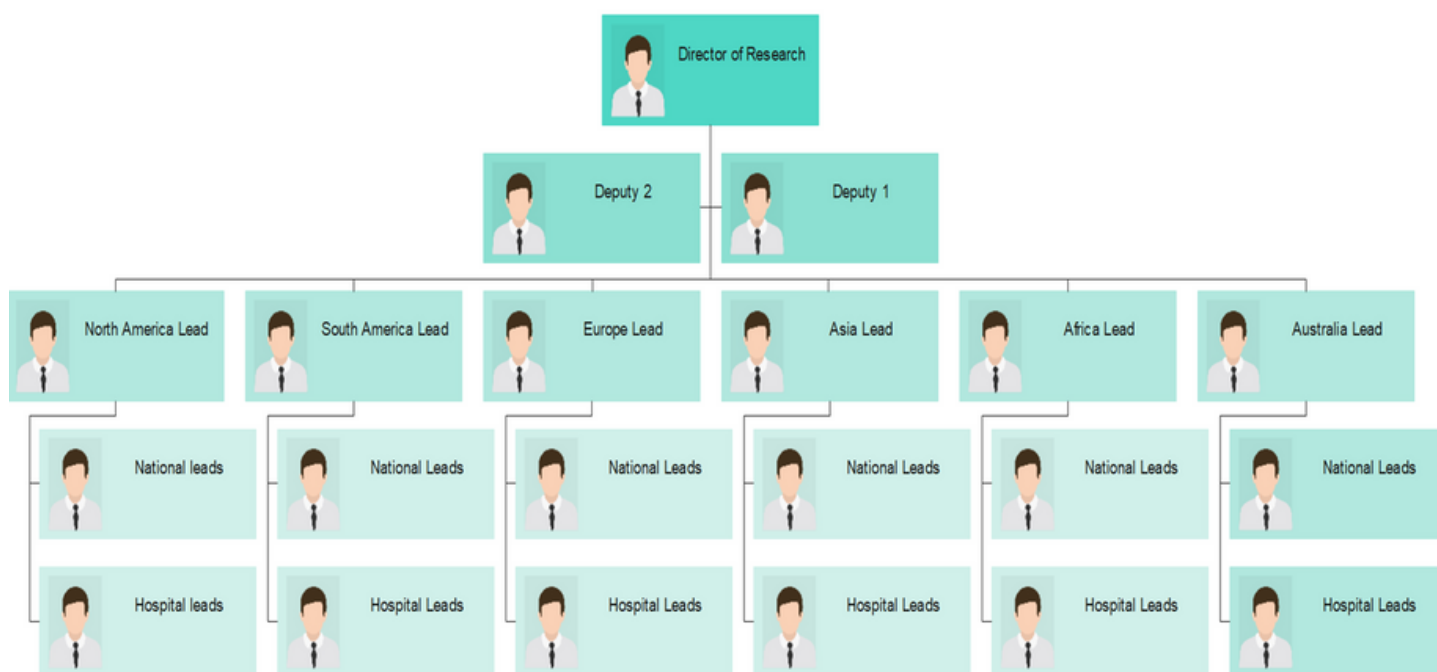 Director of Research
Deputy 2
Deputy 1
North America Lead
South America Lead
Europe Lead
Asia Lead
Africa Lead
Australia Lead
National leads
National Leads
National Leads
National Leads
National Leads
National Leads
Hospital leads
Hospital Leads
Hospital Leads
Hospital Leads
Hospital Leads
Hospital Leads